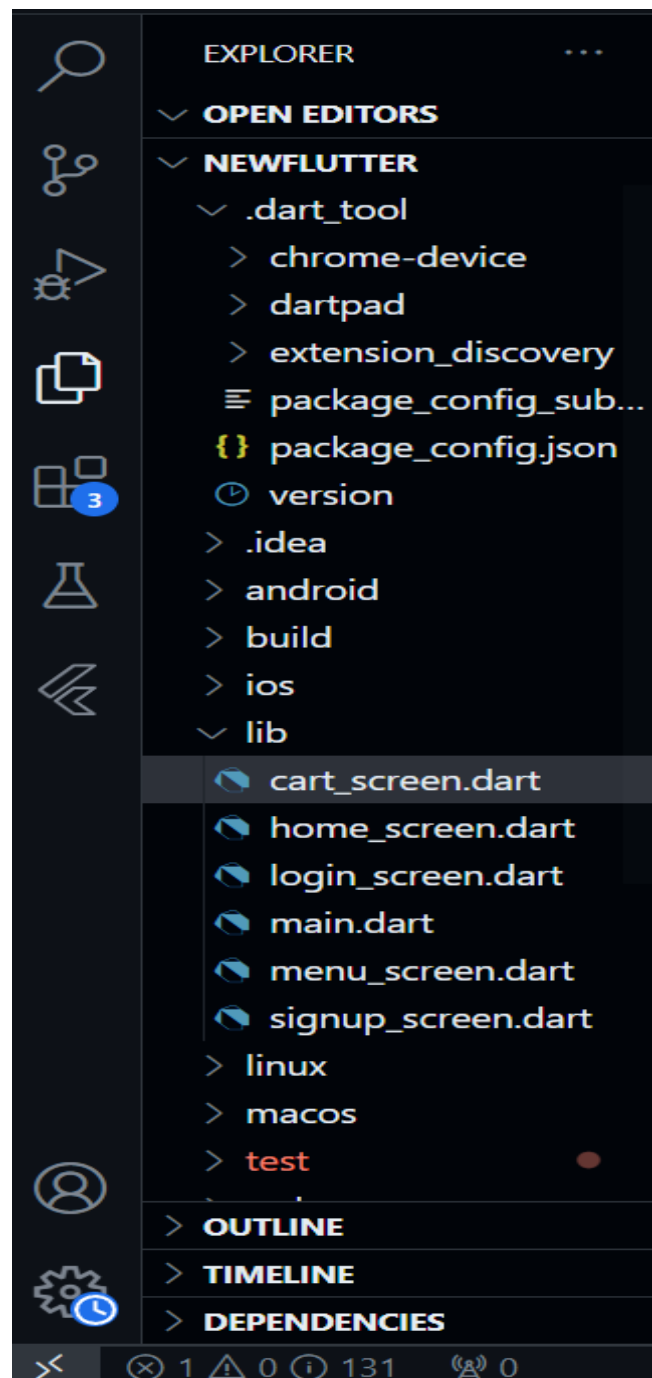 EXPLORER ...
OPEN EDITORS
NEWFLUTTER
.dart_tool
chrome-device
dartpad
extension_discovery
package_config_sub...
{} package_config.json
3
version
.idea
android
build
ios
lib
cart_screen.dart
home_screen.dart
login_screen.dart
main.dart
menu_screen.dart
signup_screen.dart
linux
macos
test
OUTLINE
TIMELINE
DEPENDENCIES
1 0 131 0